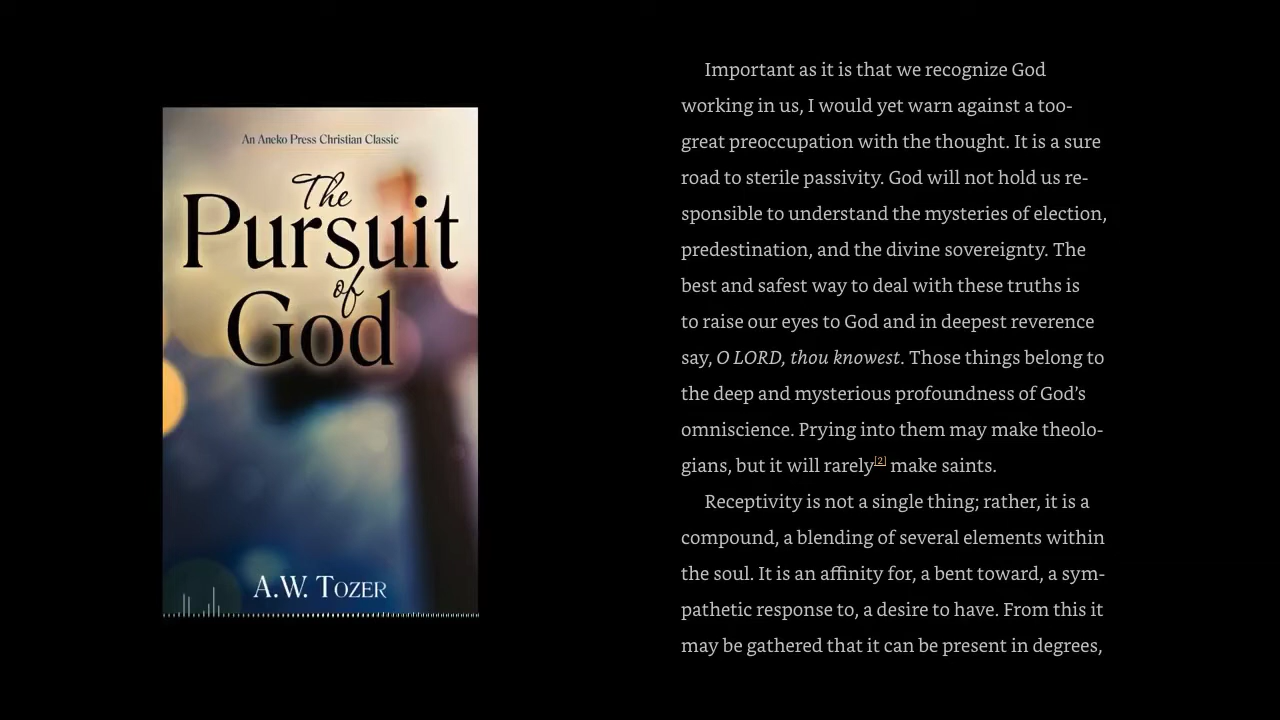 An Aneko Press Christian Classic
The
Pursuit
of
God
A.W. Tozer
Important as it is that we recognize God
working in us, I would yet warn against a too-
great preoccupation with the thought. It is a sure
road to sterile passivity. God will not hold us re-
sponsible to understand the mysteries of election,
predestination, and the divine sovereignty. The
best and safest way to deal with these truths is
to raise our eyes to God and in deepest reverence
say, O LORD, thou knowest. Those things belong to
the deep and mysterious profoundness of God’s
omniscience. Prying into them may make theolo-
gians, but it will rarely[2] make saints.
Receptivity is not a single thing; rather, it is a
compound, a blending of several elements within
the soul. It is an affinity for, a bent toward, a sym-
pathetic response to, a desire to have. From this it
may be gathered that it can be present in degrees,